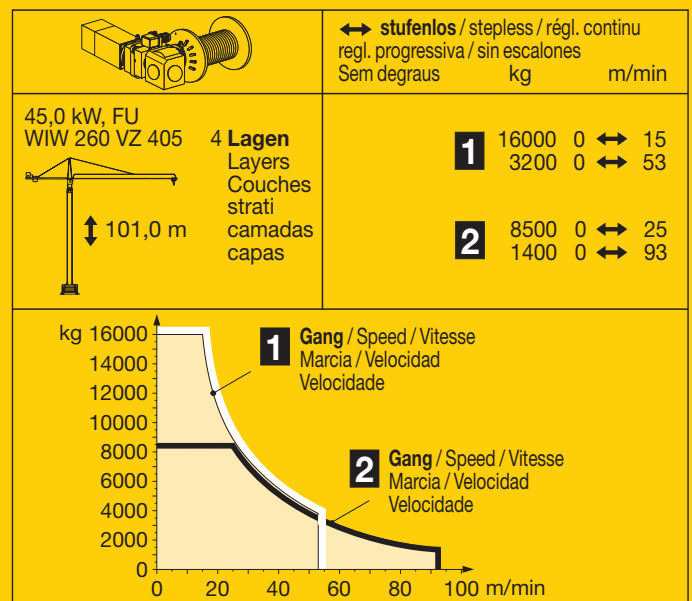 ↔ stufenlos / stepless / régl. continu
regl. progressiva / sin escalones
Sem degraus kg m/min
45,0 kW, FU
WIW 260 VZ 405 4 Lagen
Layers
Couches
strati
camadas
capas
101,0 m
1 16000 0 ↔ 15
3200 0 ↔ 53
2 8500 0 ↔ 25
1400 0 ↔ 93
kg 16000
14000
12000
10000
8000
6000
4000
2000
0
1 Gang / Speed / Vitesse
Marcia / Velocidad
Velocidade
2 Gang / Speed / Vitesse
Marcia / Velocidad
Velocidade
0 20 40 60 80 100 m/min